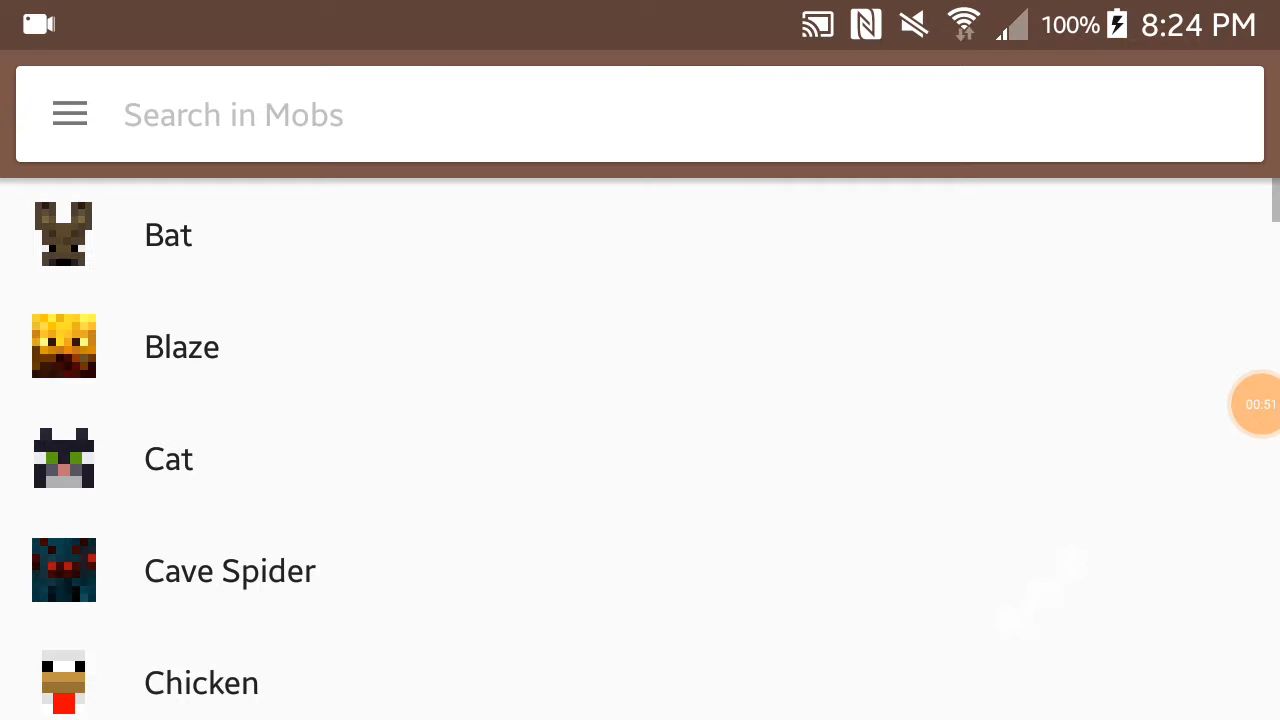 100% 8:24 PM
Search in Mobs
Bat
Blaze
00:51
Cat
Cave Spider
Chicken